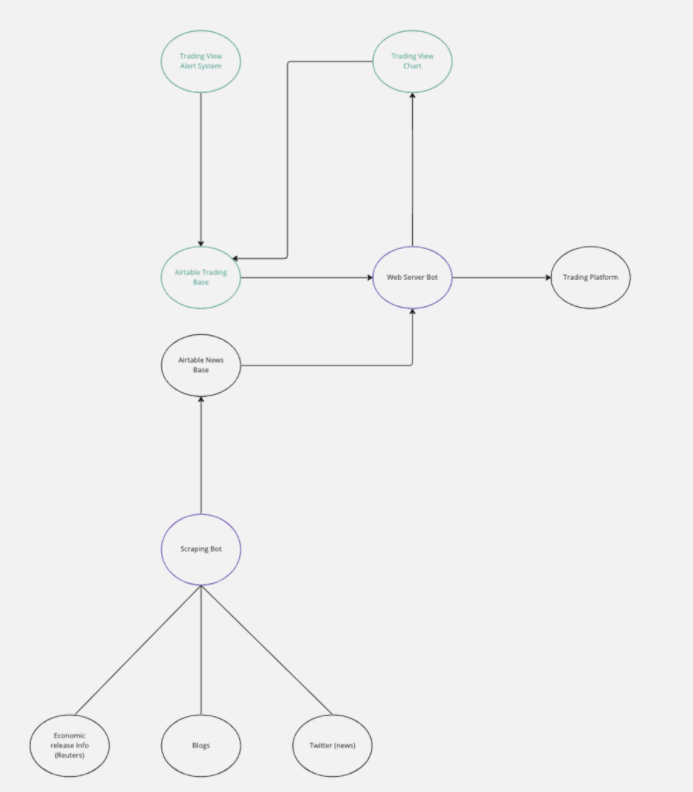 Trading View
Alert System
Trading View
Chart
Airtable Trading
Base
Web Server Bot
Trading Platform
Airtable News
Base
Scraping Bot
Economic
release Info
(Reuters)
Blogs
Twitter (news)